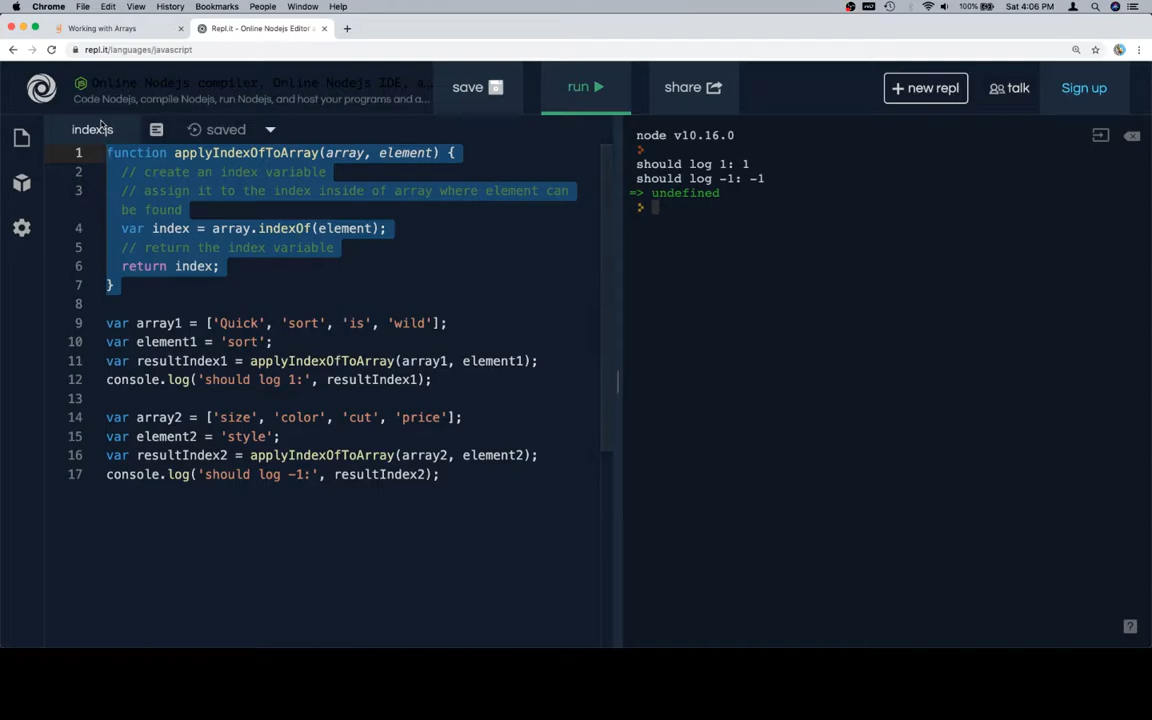 Chrome File Edit View History Bookmarks People Window Help 100% Sat 4:06 PM
Working with Arrays Repl.it - Online Nodejs Editor a
repl.it/languages/javascript
Online Nodejs compiler, Online Nodejs IDE, a...
Code Nodejs, compile Nodejs, run Nodejs, and host your programs and a...
save run share + new repl talk Sign up
index.js saved
1 function applyIndexOfToArray(array, element) {
2 // create an index variable
3 // assign it to the index inside of array where element can
be found
4 var index = array.indexOf(element);
5 // return the index variable
6 return index;
7 }
8
9 var array1 = ['Quick', 'sort', 'is', 'wild'];
10 var element1 = 'sort';
11 var resultIndex1 = applyIndexOfToArray(array1, element1);
12 console.log('should log 1:', resultIndex1);
13
14 var array2 = ['size', 'color', 'cut', 'price'];
15 var element2 = 'style';
16 var resultIndex2 = applyIndexOfToArray(array2, element2);
17 console.log('should log -1:', resultIndex2);
node v10.16.0
should log 1: 1
should log -1: -1
=> undefined
?